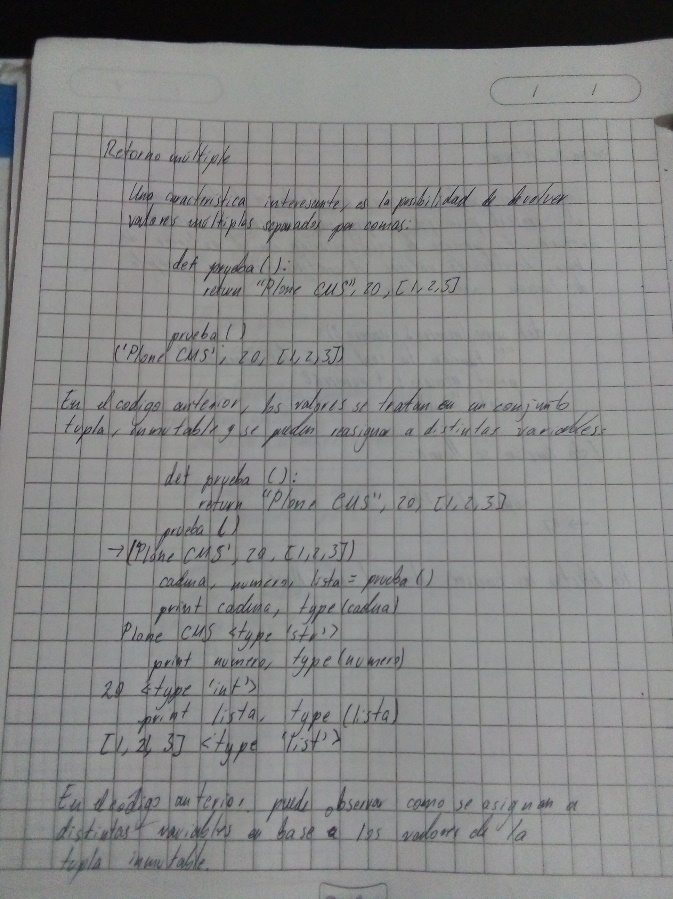 Retorno múltiple
Una caracteristica interesante, es la posibilidad de devolver
valores multiples separados por comas:
def prueba():
return "Plone CMS", 20, [1,2,5]
prueba()
('Plone CMS', 20, [1,2,3])
En el codigo anterior, los valores se tratan en un conjunto
tupla, inmutable y se pueden reasignar a distintas variables:
def prueba ():
return "Plone CMS", 20, [1,2,3]
prueba ()
→('Plone CMS', 20, [1,2,3])
cadena, numero, lista = prueba()
print cadena, type(cadena)
Plone CMS <type 'str'>
print numero, type(numero)
20 <type 'int'>
print lista, type (lista)
[1, 2, 3] <type 'list'>
En el código anterior, puede observar como se asignan a
distintas variables en base a los valores de la
tupla inmutable.